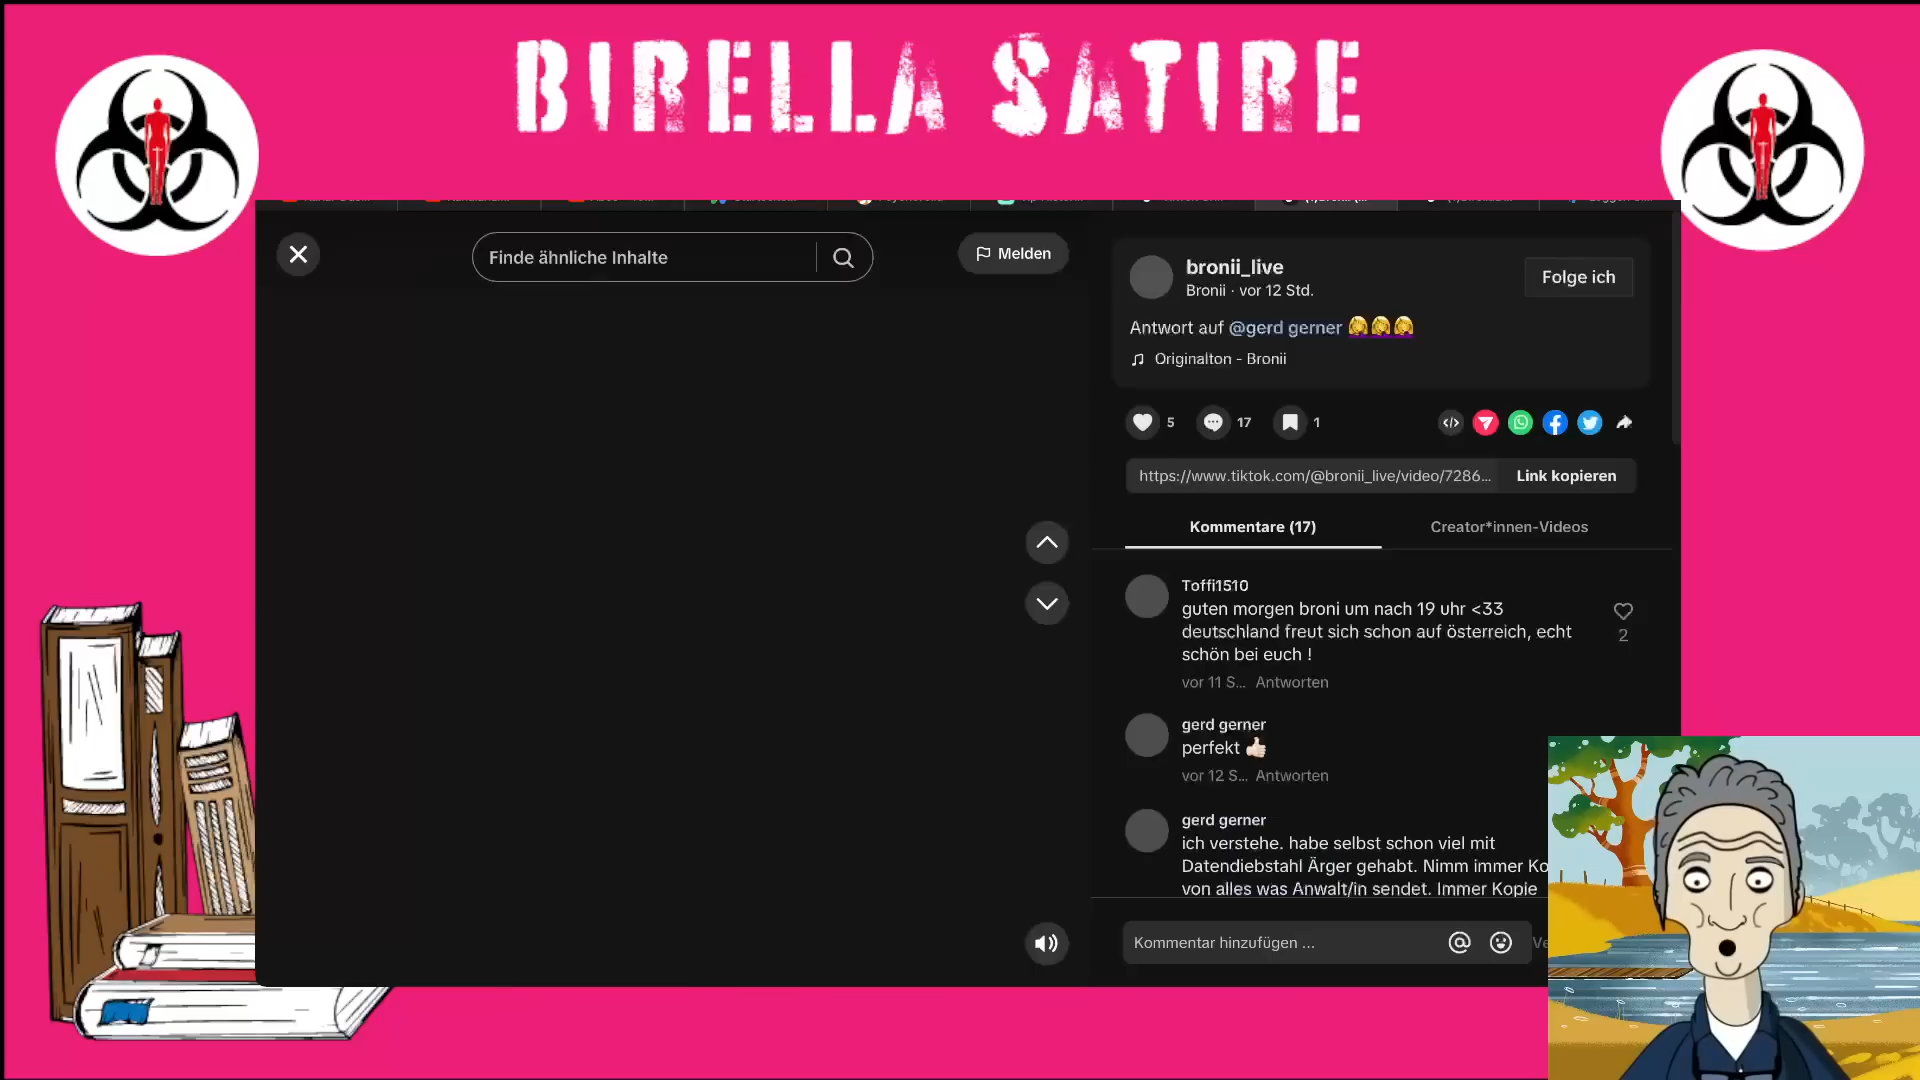 BIRELLA SATIRE
Finde ähnliche Inhalte
Melden
bronii_live
Bronii · vor 12 Std.
Folge ich
Antwort auf @gerd gerner 🤦‍♀️🤦‍♀️🤦‍♀️
Originalton - Bronii
5
17
1
https://www.tiktok.com/@bronii_live/video/7286...
Link kopieren
Kommentare (17)
Creator*innen-Videos
Toffi1510
guten morgen broni um nach 19 uhr <33
deutschland freut sich schon auf österreich, echt
schön bei euch !
2
vor 11 S... Antworten
gerd gerner
perfekt 👍🏻
vor 12 S... Antworten
gerd gerner
ich verstehe. habe selbst schon viel mit
Datendiebstahl Ärger gehabt. Nimm immer Ko
von alles was Anwalt/in sendet. Immer Kopie
Kommentar hinzufügen ...
Ve